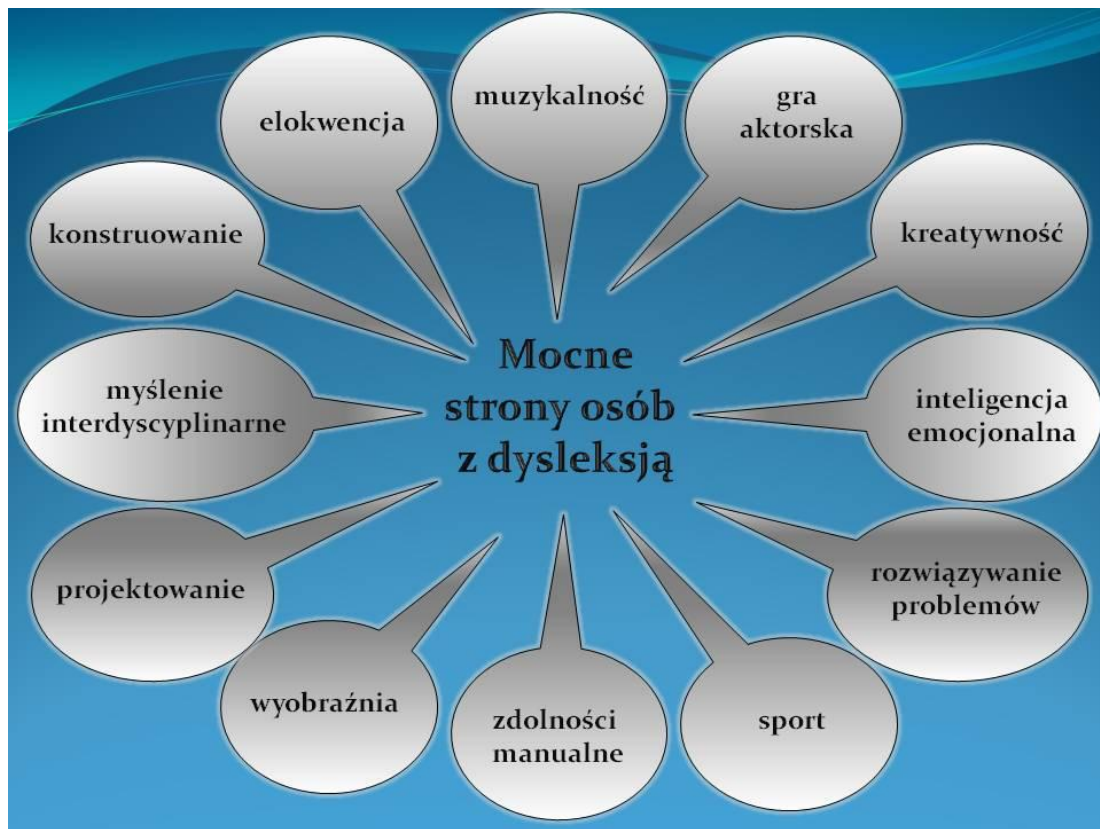 Mocne
strony osób
z dysleksją
muzykalność
gra
aktorska
kreatywność
inteligencja
emocjonalna
rozwiązywanie
problemów
sport
zdolności
manualne
wyobraźnia
projektowanie
myślenie
interdyscyplinarne
konstruowanie
elokwencja